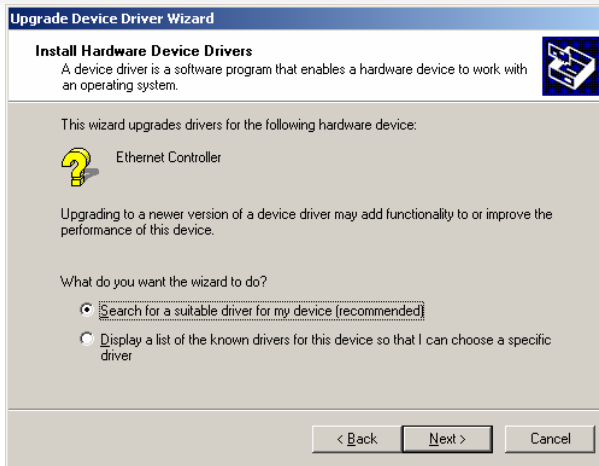 Upgrade Device Driver Wizard
Install Hardware Device Drivers
A device driver is a software program that enables a hardware device to work with
an operating system.
This wizard upgrades drivers for the following hardware device:
Ethernet Controller
Upgrading to a newer version of a device driver may add functionality to or improve the
performance of this device.
What do you want the wizard to do?
Search for a suitable driver for my device (recommended)
Display a list of the known drivers for this device so that I can choose a specific
driver
< Back Next > Cancel